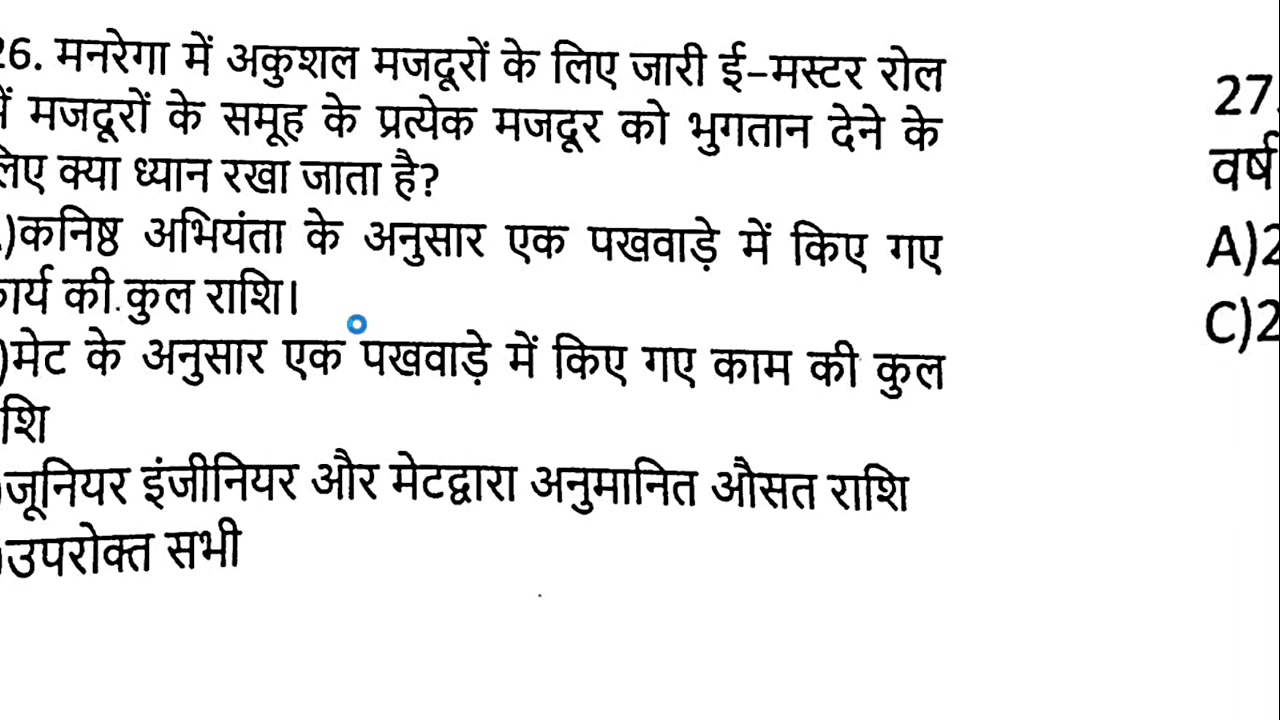 26. मनरेगा में अकुशल मजदूरों के लिए जारी ई-मस्टर रोल
में मजदूरों के समूह के प्रत्येक मजदूर को भुगतान देने के
लिए क्या ध्यान रखा जाता है?
)कनिष्ठ अभियंता के अनुसार एक पखवाड़े में किए गए
कार्य की कुल राशि।
)मेट के अनुसार एक पखवाड़े में किए गए काम की कुल
राशि
)जूनियर इंजीनियर और मेटद्वारा अनुमानित औसत राशि
)उपरोक्त सभी
27
वर्ष
A)2
C)2